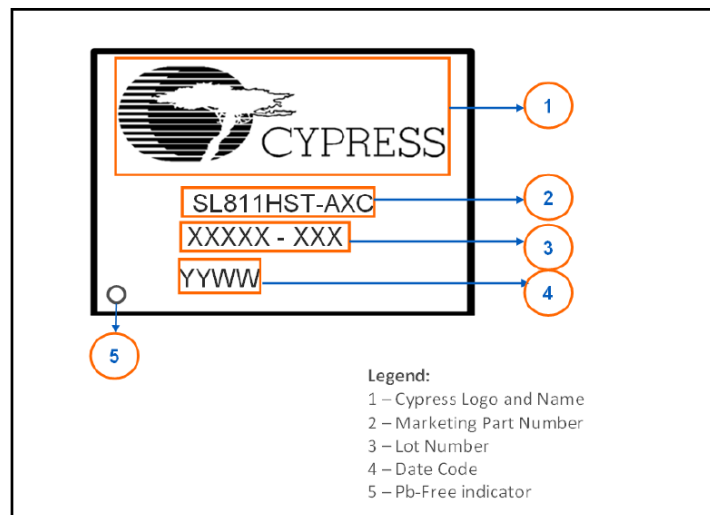 CYPRESS
1
SL811HST-AXC
2
XXXXX - XXX
3
YYWW
4
5
Legend:
1 – Cypress Logo and Name
2 – Marketing Part Number
3 – Lot Number
4 – Date Code
5 – Pb-Free indicator